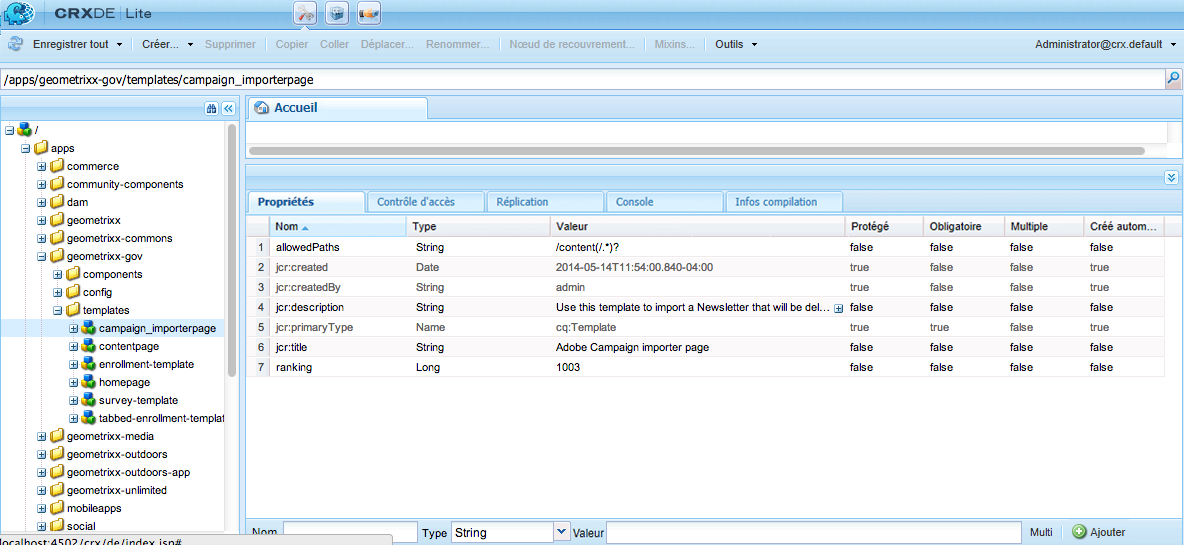 CRXDE | Lite
Enregistrer tout Créer... Supprimer Copier Coller Déplacer... Renommer... Nœud de recouvrement... Mixins... Outils Administrator@crx.default
/apps/geometrixx-gov/templates/campaign_importerpage
/
apps
commerce
community-components
dam
geometrixx
geometrixx-commons
geometrixx-gov
components
config
templates
campaign_importerpage
contentpage
enrollment-template
homepage
survey-template
tabbed-enrollment-templat
geometrixx-media
geometrixx-outdoors
geometrixx-outdoors-app
geometrixx-unlimited
mobileapps
social
localhost:4502/crx/de/index.jsp#
Accueil
Propriétés Contrôle d'accès Réplication Console Infos compilation
Nom Type Valeur Protégé Obligatoire Multiple Créé autom...
1 allowedPaths String /content(/.*)? false false false false
2 jcr:created Date 2014-05-14T11:54:00.840-04:00 true false false true
3 jcr:createdBy String admin true false false true
4 jcr:description String Use this template to import a Newsletter that will be del... false false false false
5 jcr:primaryType Name cq:Template true true false true
6 jcr:title String Adobe Campaign importer page false false false false
7 ranking Long 1003 false false false false
Nom Type String Valeur Multi Ajouter